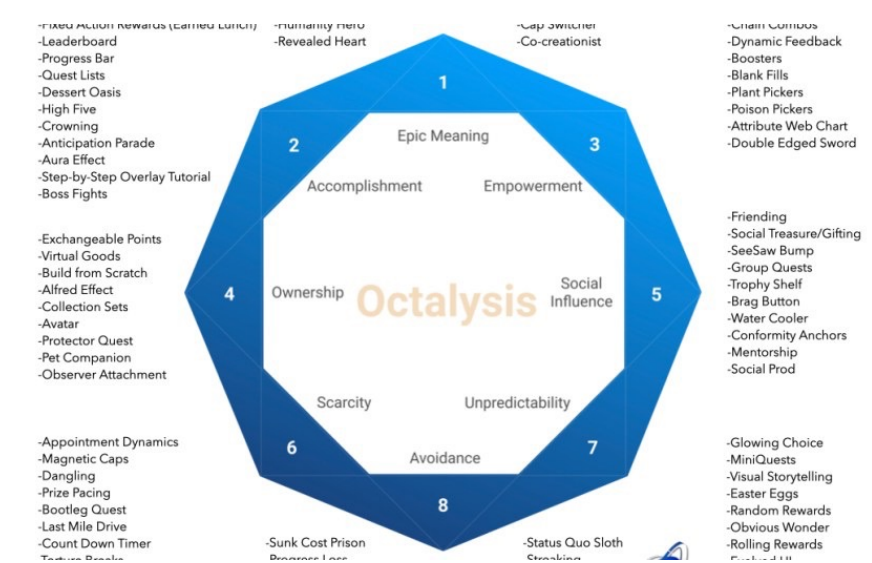 -Fixed Action Rewards (Earned Lunch)
-Leaderboard
-Progress Bar
-Quest Lists
-Dessert Oasis
-High Five
-Crowning
-Anticipation Parade
-Aura Effect
-Step-by-Step Overlay Tutorial
-Boss Fights
-Humanity Hero
-Revealed Heart
-Cap Switcher
-Co-creationist
-Chain Combos
-Dynamic Feedback
-Boosters
-Blank Fills
-Plant Pickers
-Poison Pickers
-Attribute Web Chart
-Double Edged Sword
1
Epic Meaning
2
Accomplishment
3
Empowerment
-Exchangeable Points
-Virtual Goods
-Build from Scratch
-Alfred Effect
-Collection Sets
-Avatar
-Protector Quest
-Pet Companion
-Observer Attachment
4
Ownership
Octalysis
Social
Influence
5
-Friending
-Social Treasure/Gifting
-SeeSaw Bump
-Group Quests
-Trophy Shelf
-Brag Button
-Water Cooler
-Conformity Anchors
-Mentorship
-Social Prod
Scarcity
6
Unpredictability
7
Avoidance
8
-Appointment Dynamics
-Magnetic Caps
-Dangling
-Prize Pacing
-Bootleg Quest
-Last Mile Drive
-Count Down Timer
-Sunk Cost Prison
-Status Quo Sloth
-Glowing Choice
-MiniQuests
-Visual Storytelling
-Easter Eggs
-Random Rewards
-Obvious Wonder
-Rolling Rewards